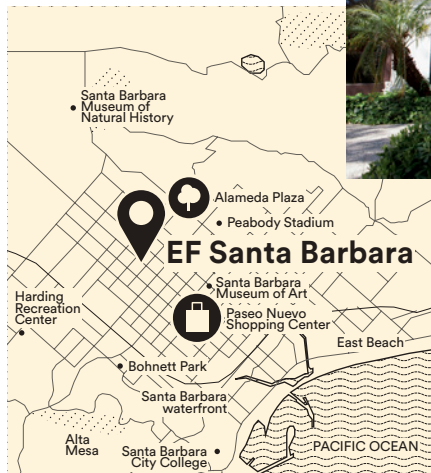 Santa Barbara
Museum of
Natural History
Alameda Plaza
Peabody Stadium
EF Santa Barbara
Santa Barbara
Museum of Art
Harding
Recreation
Center
Paseo Nuevo
Shopping Center
East Beach
Bohnett Park
Santa Barbara
waterfront
Alta
Mesa
Santa Barbara
City College
PACIFIC OCEAN